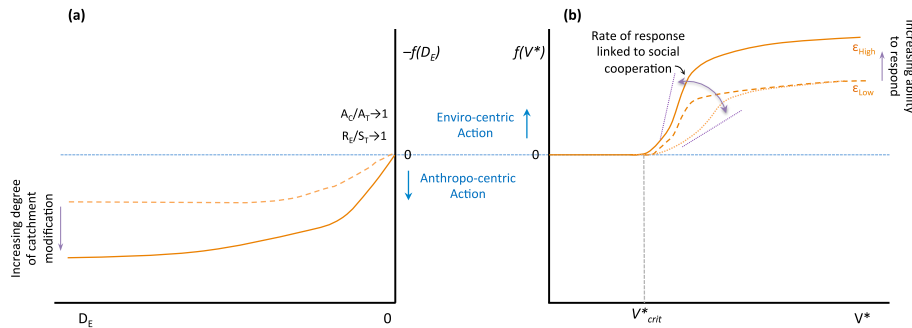 (a)
–f(D_E)
A_C/A_T→1
R_E/S_T→1
0
Increasing degree
of catchment
modification
D_E
0
Enviro-centric
Action
Anthropo-centric
Action
(b)
f(V*)
Rate of response
linked to social
cooperation
ε_High
ε_Low
Increasing ability
to respond
0
V*_crit
V*